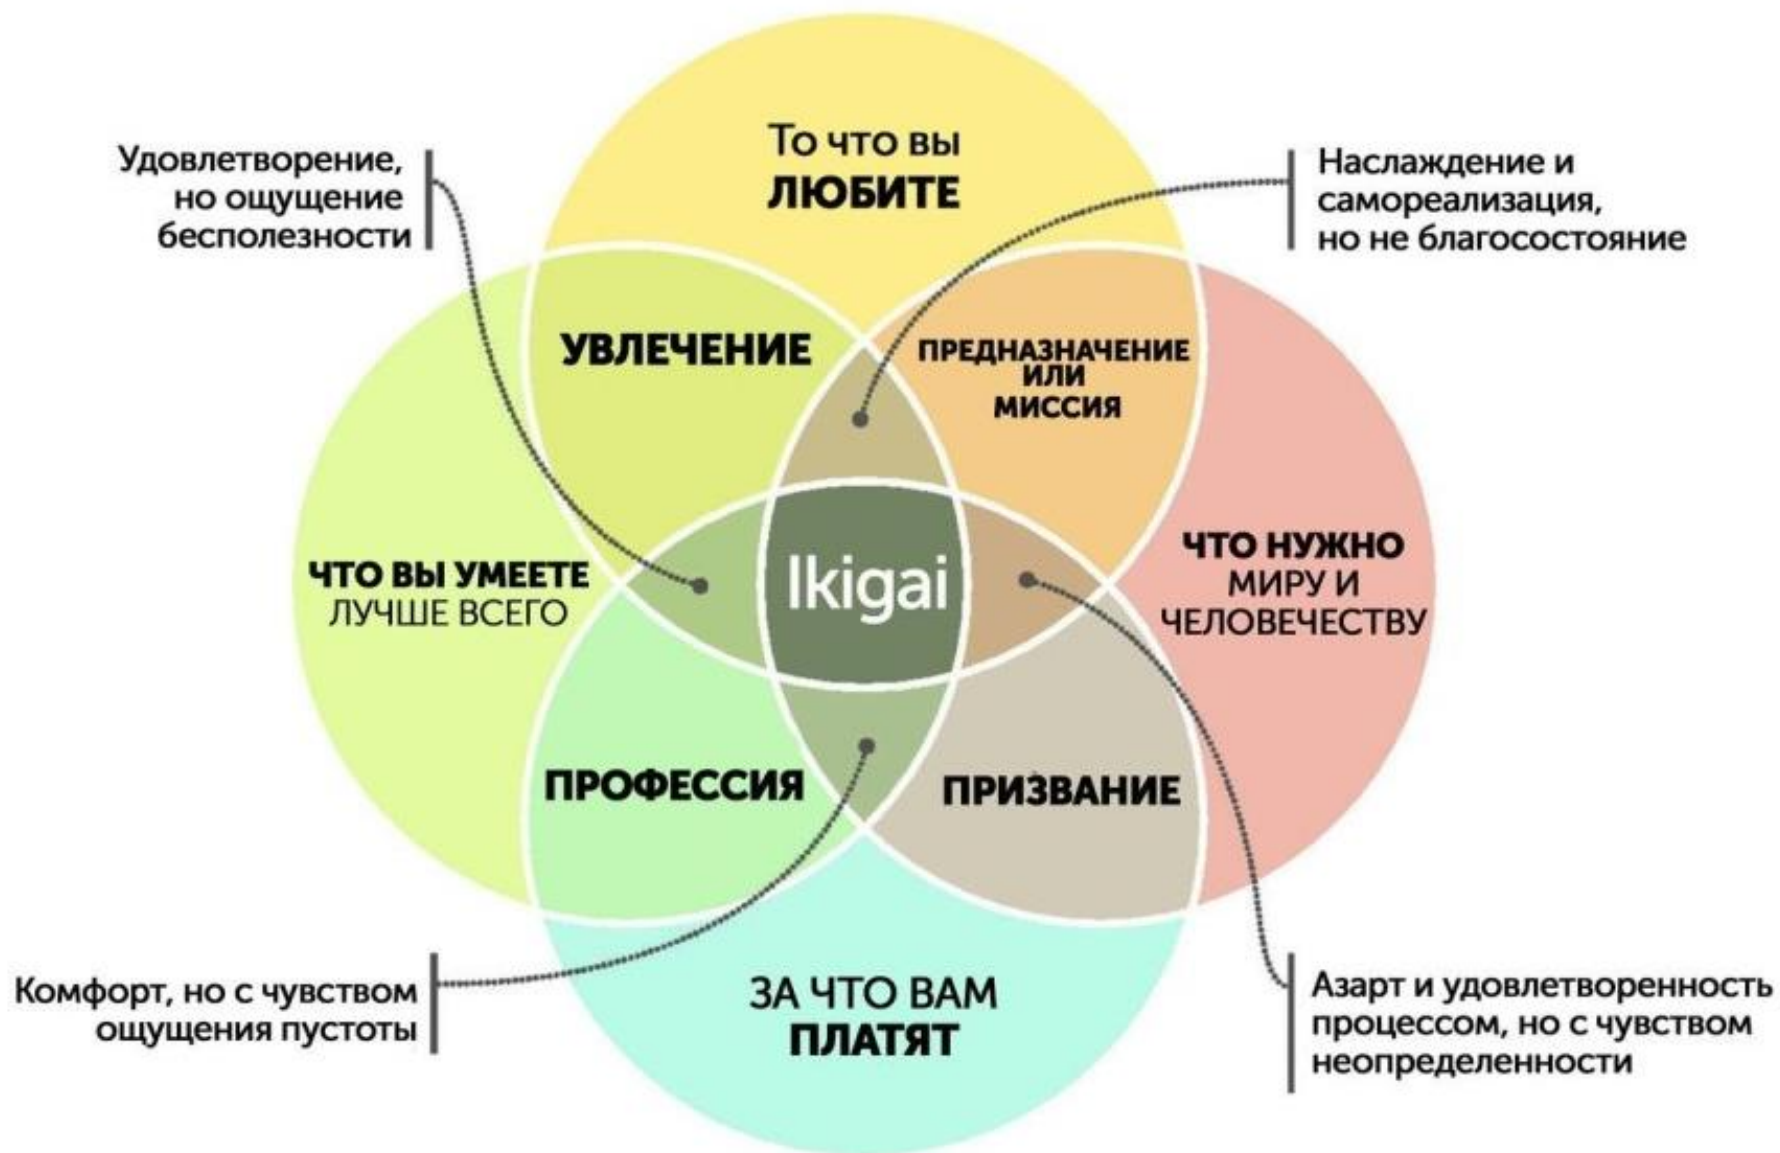 То что вы
ЛЮБИТЕ
Удовлетворение,
но ощущение
бесполезности
Наслаждение и
самореализация,
но не благосостояние
УВЛЕЧЕНИЕ
ПРЕДНАЗНАЧЕНИЕ
ИЛИ
МИССИЯ
ЧТО ВЫ УМЕЕТЕ
ЛУЧШЕ ВСЕГО
Ikigai
ЧТО НУЖНО
МИРУ И
ЧЕЛОВЕЧЕСТВУ
ПРОФЕССИЯ
ПРИЗВАНИЕ
Комфорт, но с чувством
ощущения пустоты
ЗА ЧТО ВАМ
ПЛАТЯТ
Азарт и удовлетворенность
процессом, но с чувством
неопределенности